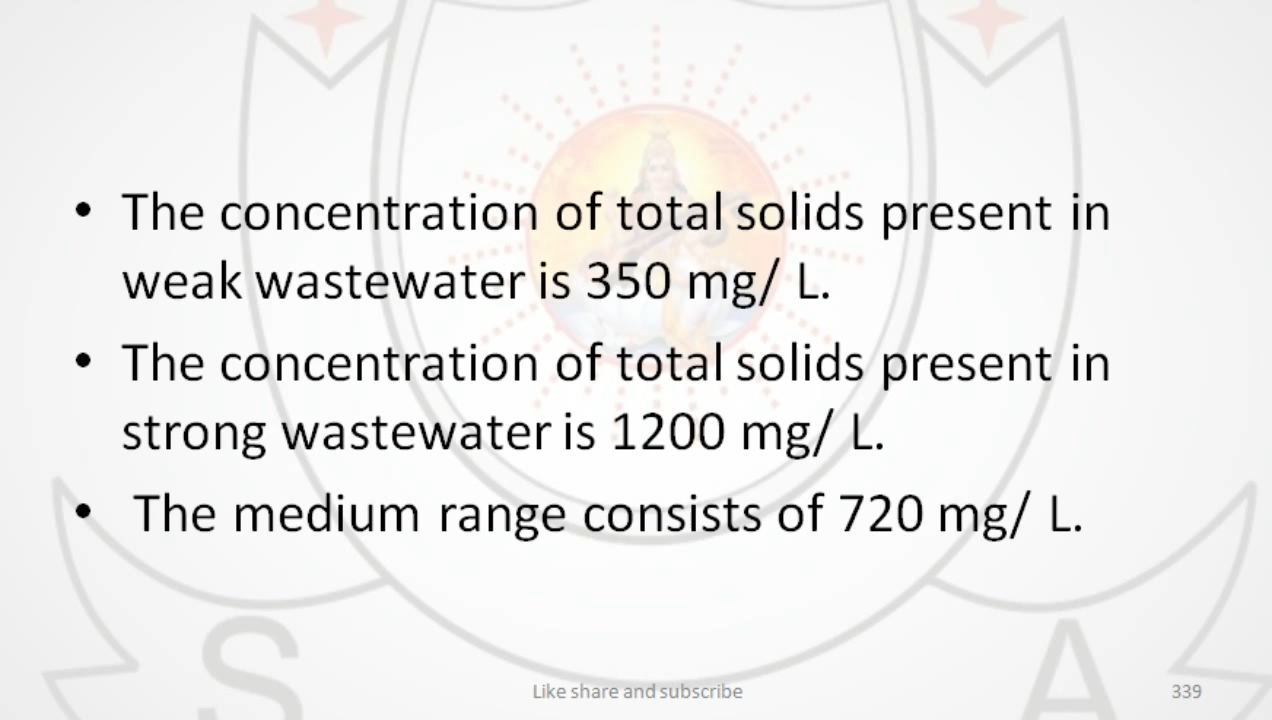 • The concentration of total solids present in
weak wastewater is 350 mg/ L.
• The concentration of total solids present in
strong wastewater is 1200 mg/ L.
• The medium range consists of 720 mg/ L.
S A
Like share and subscribe 339